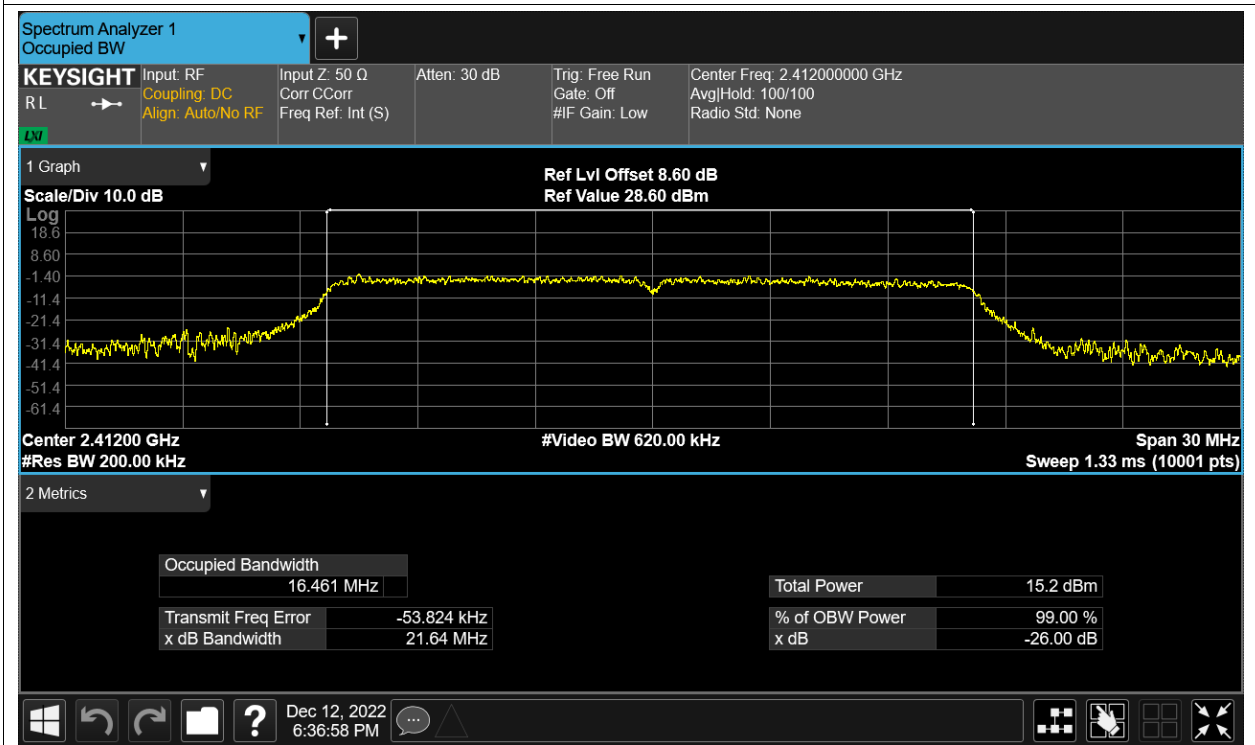 Spectrum Analyzer 1
Occupied BW
KEYSIGHT
R L
LXI
Input: RF
Coupling: DC
Align: Auto/No RF
Input Z: 50 Ω
Corr CCorr
Freq Ref: Int (S)
Atten: 30 dB
Trig: Free Run
Gate: Off
#IF Gain: Low
Center Freq: 2.412000000 GHz
Avg|Hold: 100/100
Radio Std: None
1 Graph
Scale/Div 10.0 dB
Ref Lvl Offset 8.60 dB
Ref Value 28.60 dBm
Log
18.6
8.60
-1.40
-11.4
-21.4
-31.4
-41.4
-51.4
-61.4
Center 2.41200 GHz
#Video BW 620.00 kHz
Span 30 MHz
#Res BW 200.00 kHz
Sweep 1.33 ms (10001 pts)
2 Metrics
Occupied Bandwidth
16.461 MHz
Transmit Freq Error -53.824 kHz
x dB Bandwidth 21.64 MHz
Total Power 15.2 dBm
% of OBW Power 99.00 %
x dB -26.00 dB
?
Dec 12, 2022
6:36:58 PM